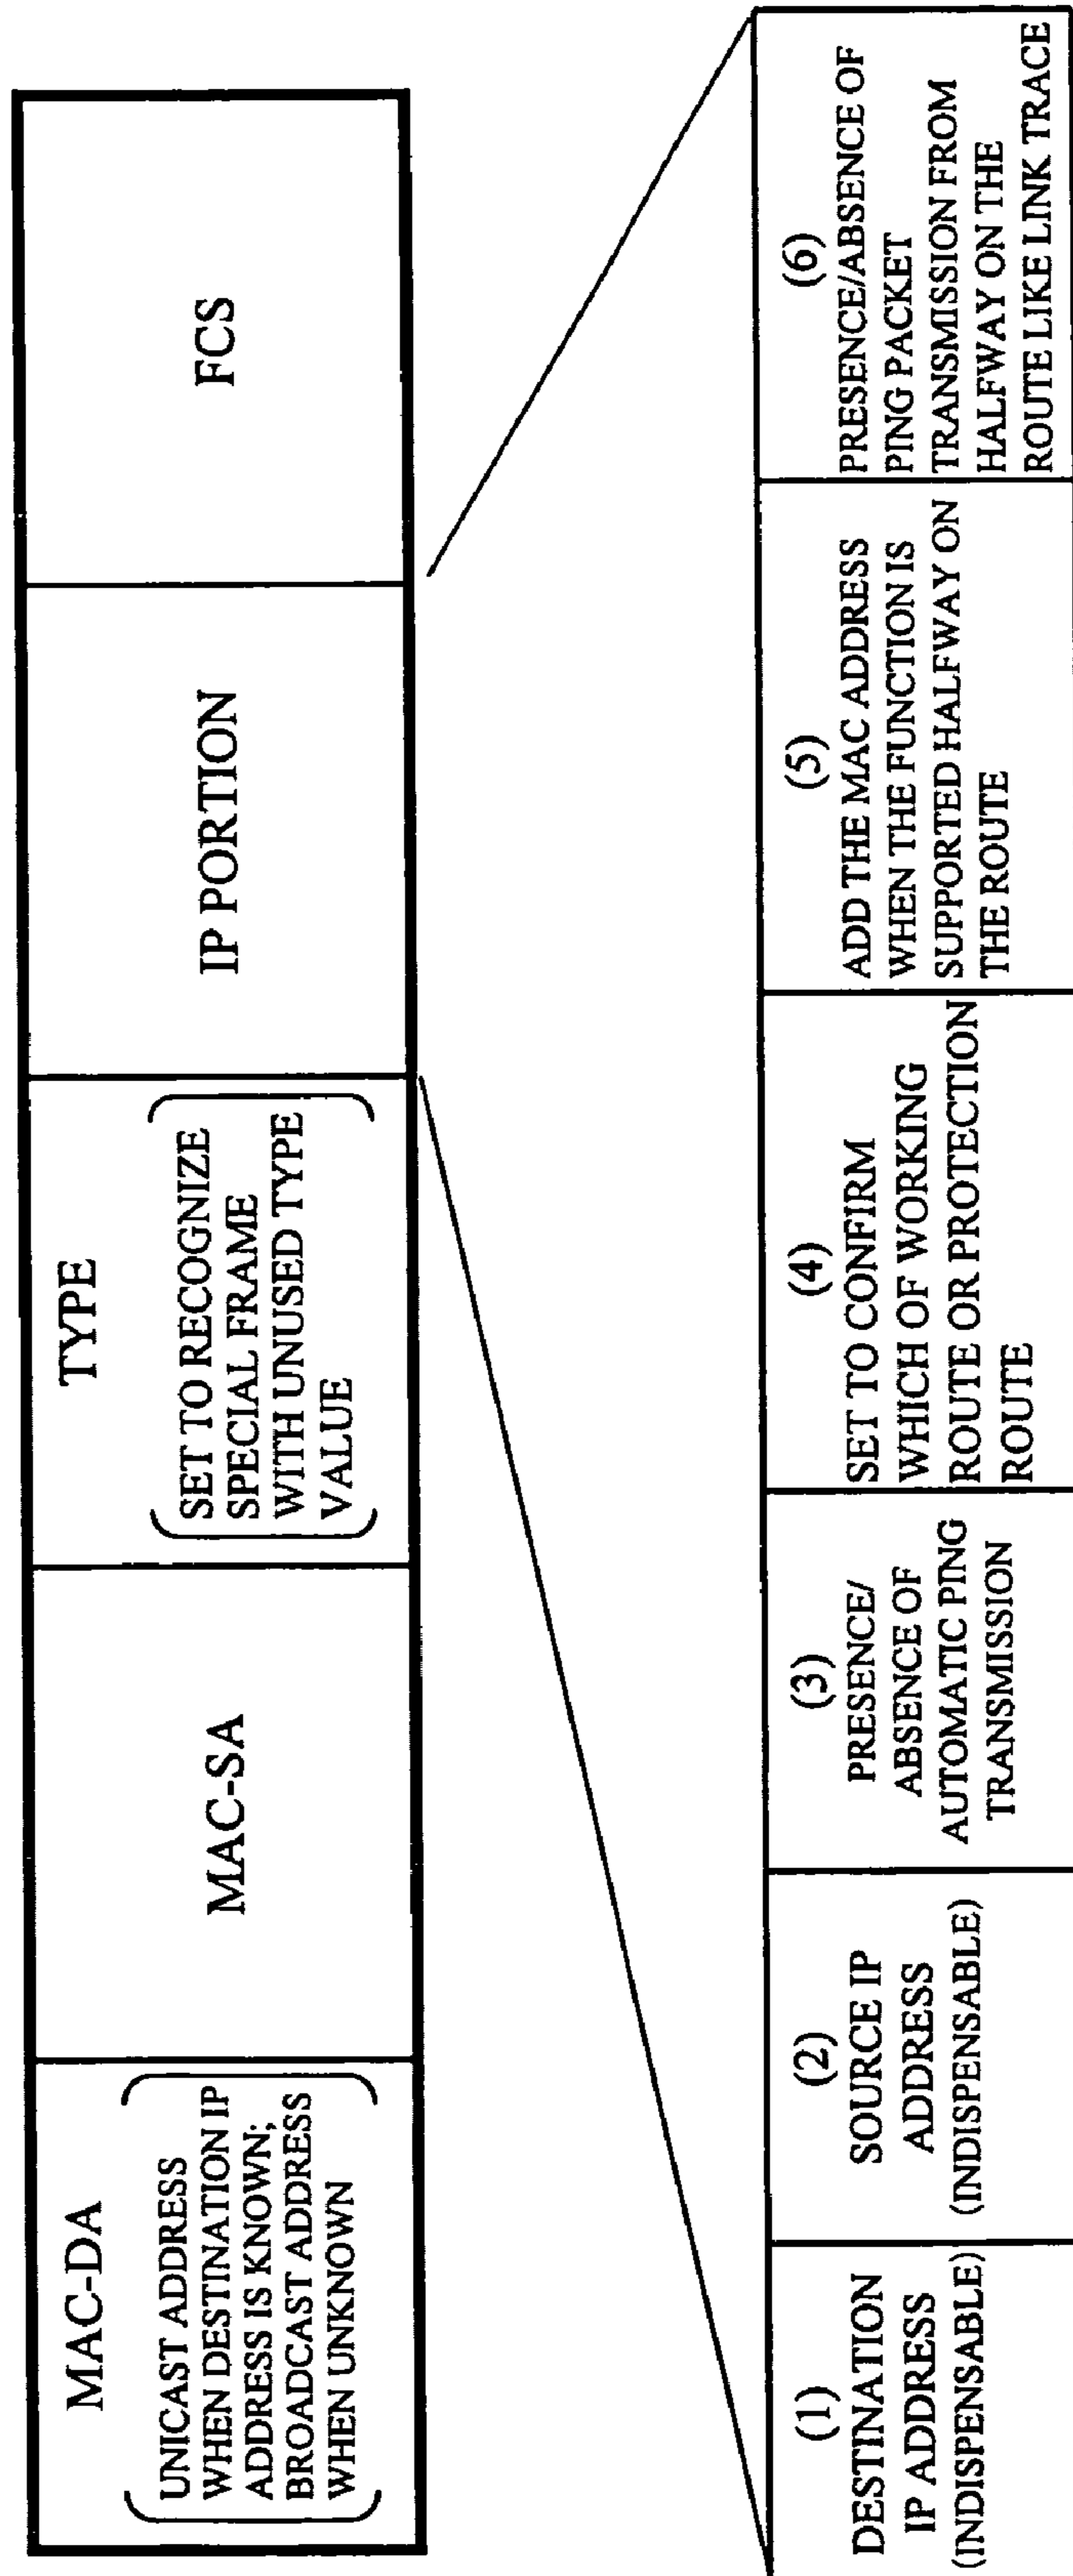 MAC-DA
UNICAST ADDRESS
WHEN DESTINATION IP
ADDRESS IS KNOWN;
BROADCAST ADDRESS
WHEN UNKNOWN
MAC-SA
TYPE
SET TO RECOGNIZE
SPECIAL FRAME
WITH UNUSED TYPE
VALUE
IP PORTION
FCS
(1)
DESTINATION
IP ADDRESS
(INDISPENSABLE)
(2)
SOURCE IP
ADDRESS
(INDISPENSABLE)
(3)
PRESENCE/
ABSENCE OF
AUTOMATIC PING
TRANSMISSION
(4)
SET TO CONFIRM
WHICH OF WORKING
ROUTE OR PROTECTION
ROUTE
(5)
ADD THE MAC ADDRESS
WHEN THE FUNCTION IS
SUPPORTED HALFWAY ON
THE ROUTE
(6)
PRESENCE/ABSENCE OF
PING PACKET
TRANSMISSION FROM
HALFWAY ON THE
ROUTE LIKE LINK TRACE